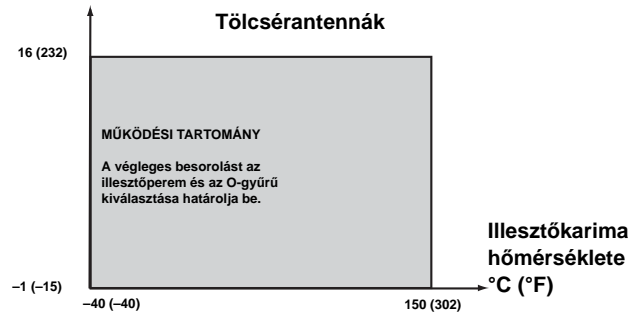 Tölcsérantennák
16 (232)
MŰKÖDÉSI TARTOMÁNY
A végleges besorolást az
illesztőperem és az O-gyűrű
kiválasztása határolja be.
Illesztőkarima
hőmérséklete
°C (°F)
–1 (–15)
–40 (–40)
150 (302)